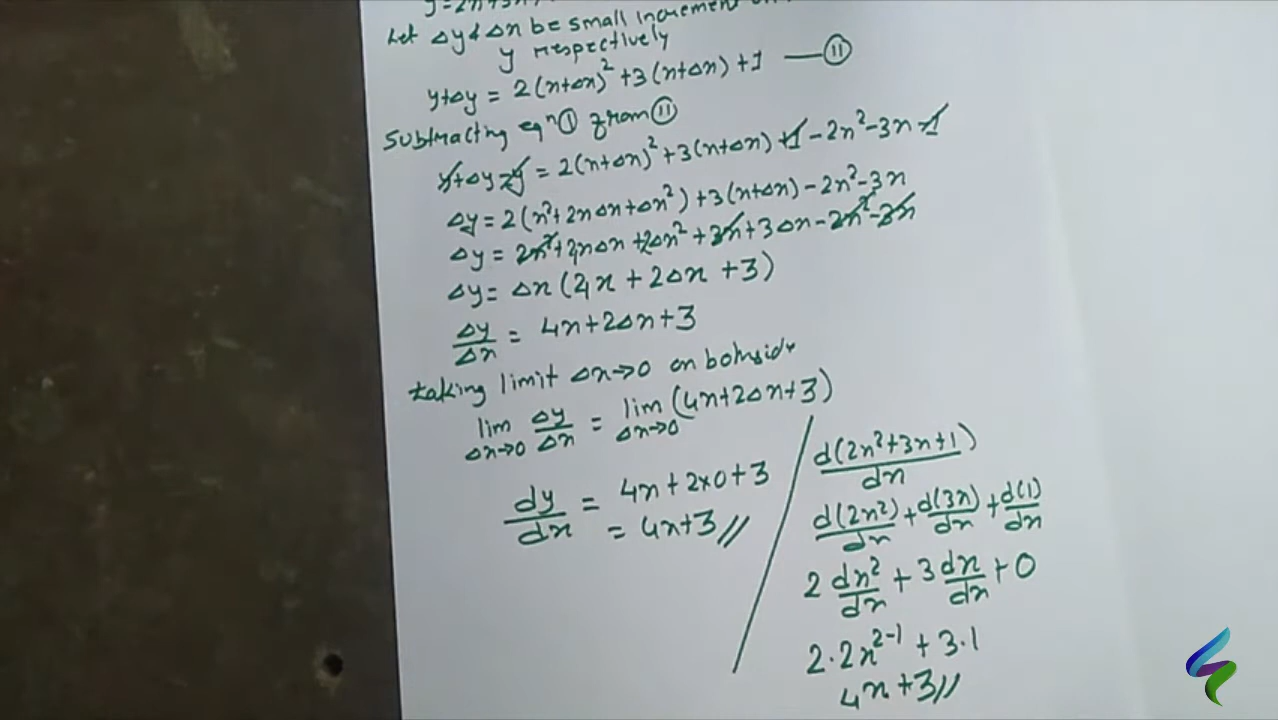 y=2x²+3x+
Let Δy & Δx be small increment
y respectively
y+Δy = 2(x+Δx)² +3(x+Δx) +1 — (II)
Subtracting eqⁿ (I) from (II)
y+Δy-y = 2(x+Δx)²+3(x+Δx) +1 -2x²-3x-1
Δy = 2(x²+2xΔx+Δx²)+3(x+Δx)-2x²-3x
Δy = 2x²+4xΔx+2Δx²+3x+3Δx-2x²-3x
Δy = Δx(4x+2Δx+3)
Δy/Δx = 4x+2Δx+3
taking limit Δx→0 on bothside
lim Δx→0 Δy/Δx = lim Δx→0 (4x+2Δx+3)
dy/dx = 4x+2×0+3
= 4x+3//
d(2x²+3x+1)/dx
d(2x²)/dx + d(3x)/dx + d(1)/dx
2 dx²/dx + 3 dx/dx + 0
2·2x²⁻¹ + 3·1
4x+3//